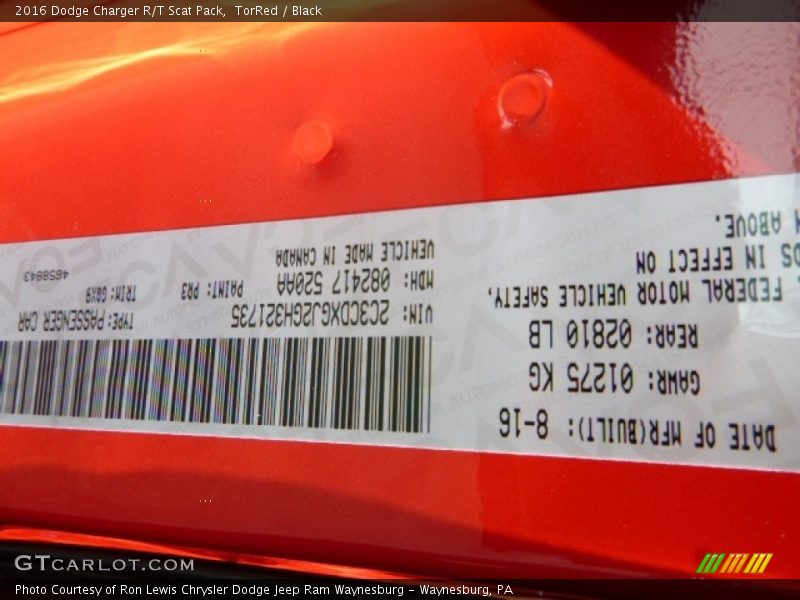 2016 Dodge Charger R/T Scat Pack, TorRed / Black
DATE OF MFR(BUILT): 8-16
GAWR: 01275 KG
REAR: 02810 LB
FEDERAL MOTOR VEHICLE SAFETY,
DS IN EFFECT ON
ABOVE.
VIN: 2C3CDXGJ2GH321735
TYPE: PASSENGER CAR
MDH: 082417 520AA
PAINT: PR3
TRIM: GGX9
VEHICLE MADE IN CANADA
4658843
GTCARLOT.COM
Photo Courtesy of Ron Lewis Chrysler Dodge Jeep Ram Waynesburg - Waynesburg, PA